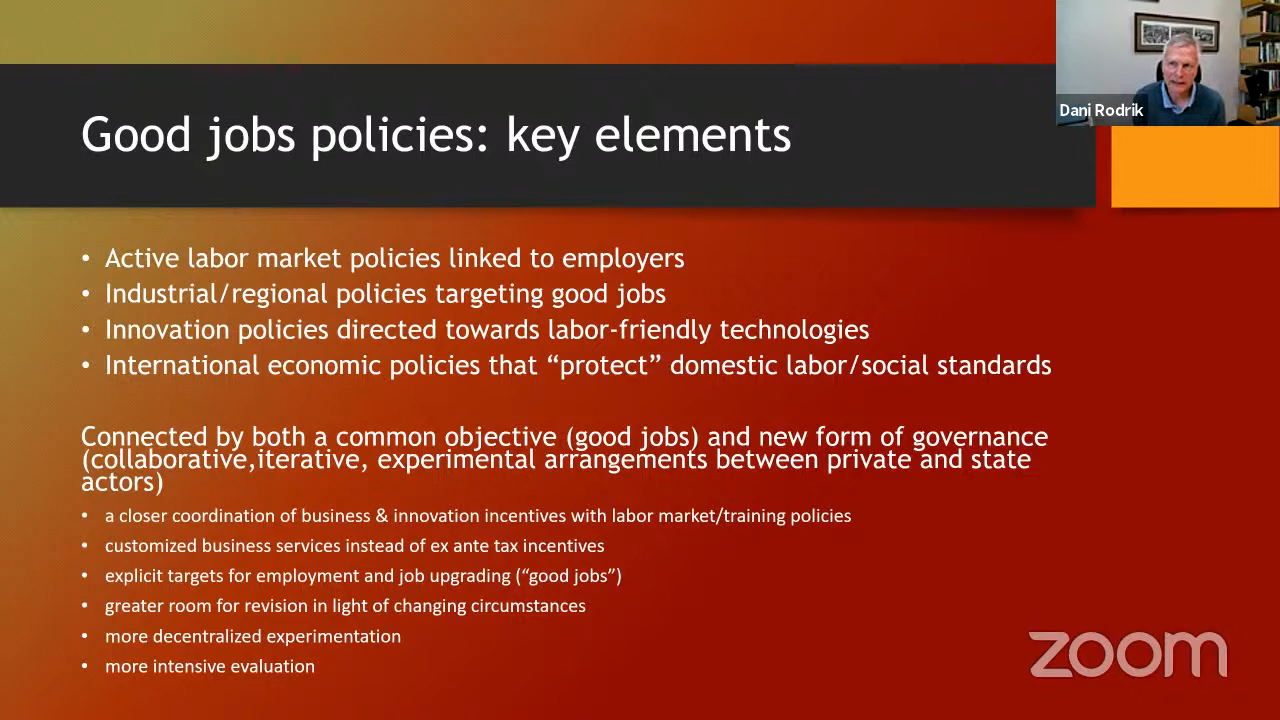 Dani Rodrik
Good jobs policies: key elements
• Active labor market policies linked to employers
• Industrial/regional policies targeting good jobs
• Innovation policies directed towards labor-friendly technologies
• International economic policies that “protect” domestic labor/social standards
Connected by both a common objective (good jobs) and new form of governance
(collaborative,iterative, experimental arrangements between private and state
actors)
• a closer coordination of business & innovation incentives with labor market/training policies
• customized business services instead of ex ante tax incentives
• explicit targets for employment and job upgrading (“good jobs”)
• greater room for revision in light of changing circumstances
• more decentralized experimentation
• more intensive evaluation
zoom